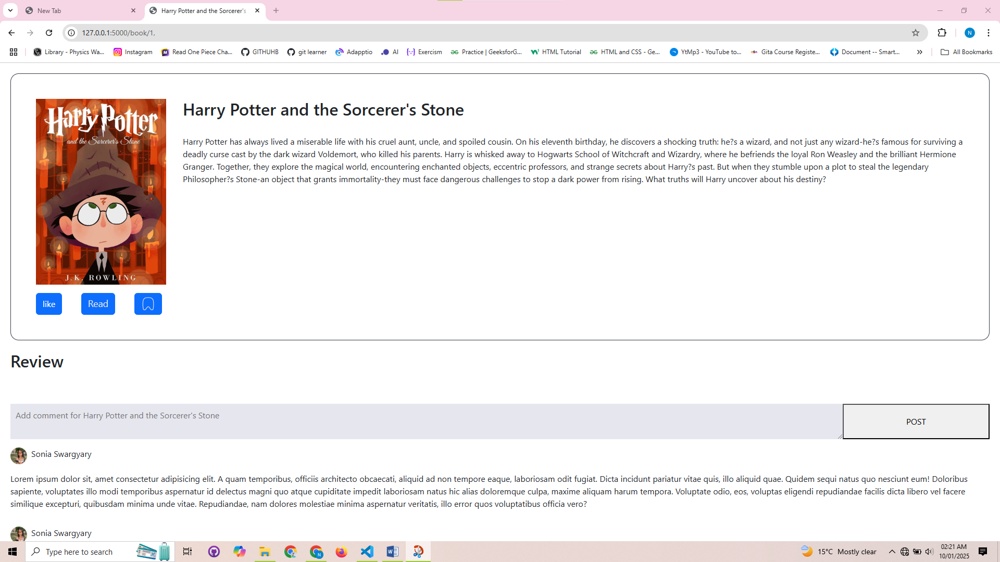 New Tab
Harry Potter and the Sorcerer's
127.0.0.1:5000/book/1,
N
Library - Physics Wa...
Instagram
Read One Piece Cha...
GITHUHB
git learner
Adapptio
AI
Exercism
Practice | GeeksforG...
HTML Tutorial
HTML and CSS - Ge...
YtMp3 - YouTube to...
Gita Course Registe...
Document -- Smart...
All Bookmarks
Harry Potter
and the Sorcerer's Stone
J.K. ROWLING
Harry Potter and the Sorcerer's Stone
Harry Potter has always lived a miserable life with his cruel aunt, uncle, and spoiled cousin. On his eleventh birthday, he discovers a shocking truth: he?s a wizard, and not just any wizard-he?s famous for surviving a
deadly curse cast by the dark wizard Voldemort, who killed his parents. Harry is whisked away to Hogwarts School of Witchcraft and Wizardry, where he befriends the loyal Ron Weasley and the brilliant Hermione
Granger. Together, they explore the magical world, encountering enchanted objects, eccentric professors, and strange secrets about Harry?s past. But when they stumble upon a plot to steal the legendary
Philosopher?s Stone-an object that grants immortality-they must face dangerous challenges to stop a dark power from rising. What truths will Harry uncover about his destiny?
like
Read
Review
Add comment for Harry Potter and the Sorcerer's Stone
POST
Sonia Swargyary
Lorem ipsum dolor sit, amet consectetur adipisicing elit. A quam temporibus, officiis architecto obcaecati, aliquid ad non tempore eaque, laboriosam odit fugiat. Dicta incidunt pariatur vitae quis, illo aliquid quae. Quidem sequi natus quo nesciunt eum! Doloribus
sapiente, voluptates illo modi temporibus aspernatur id delectus magni quo atque cupiditate impedit laboriosam natus hic alias doloremque culpa, maxime aliquam harum tempora. Voluptate odio, eos, voluptas eligendi repudiandae facilis dicta libero vel facere
similique excepturi, quibusdam minima unde vitae. Repudiandae, nam dolores molestiae minima aspernatur veritatis, illo error quos voluptatibus officia vero?
Sonia Swargyary
Type here to search
15°C Mostly clear
02:21 AM
10/01/2025